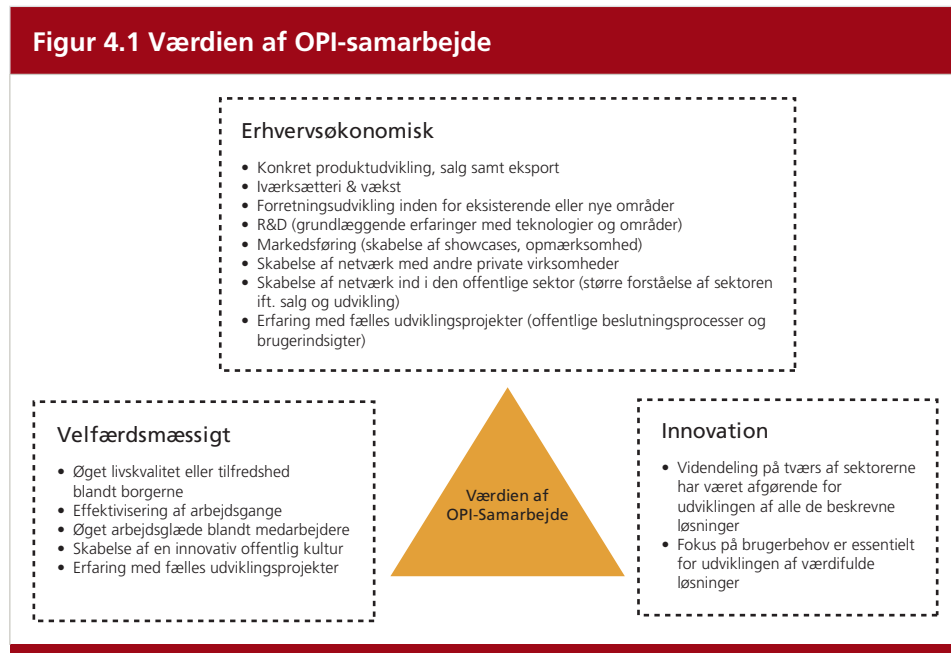 Figur 4.1 Værdien af OPI-samarbejde
Erhvervsøkonomisk
• Konkret produktudvikling, salg samt eksport
• Iværksætteri & vækst
• Forretningsudvikling inden for eksisterende eller nye områder
• R&D (grundlæggende erfaringer med teknologier og områder)
• Markedsføring (skabelse af showcases, opmærksomhed)
• Skabelse af netværk med andre private virksomheder
• Skabelse af netværk ind i den offentlige sektor (større forståelse af sektoren
ift. salg og udvikling)
• Erfaring med fælles udviklingsprojekter (offentlige beslutningsprocesser og
brugerindsigter)
Velfærdsmæssigt
• Øget livskvalitet eller tilfredshed
blandt borgerne
• Effektivisering af arbejdsgange
• Øget arbejdsglæde blandt medarbejdere
• Skabelse af en innovativ offentlig kultur
• Erfaring med fælles udviklingsprojekter
Værdien af
OPI-Samarbejde
Innovation
• Videndeling på tværs af sektorerne
har været afgørende for
udviklingen af alle de beskrevne
løsninger
• Fokus på brugerbehov er essentielt
for udviklingen af værdifulde
løsninger